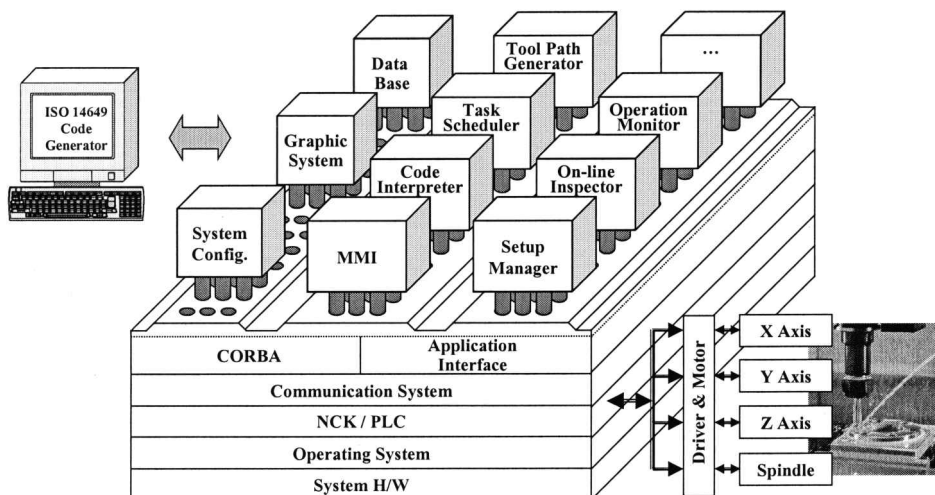 Data
Base
Tool Path
Generator
...
ISO 14649
Code
Generator
Graphic
System
Task
Scheduler
Operation
Monitor
Code
Interpreter
On-line
Inspector
System
Config.
MMI
Setup
Manager
CORBA
Application
Interface
Communication System
NCK / PLC
Operating System
System H/W
Driver & Motor
X Axis
Y Axis
Z Axis
Spindle